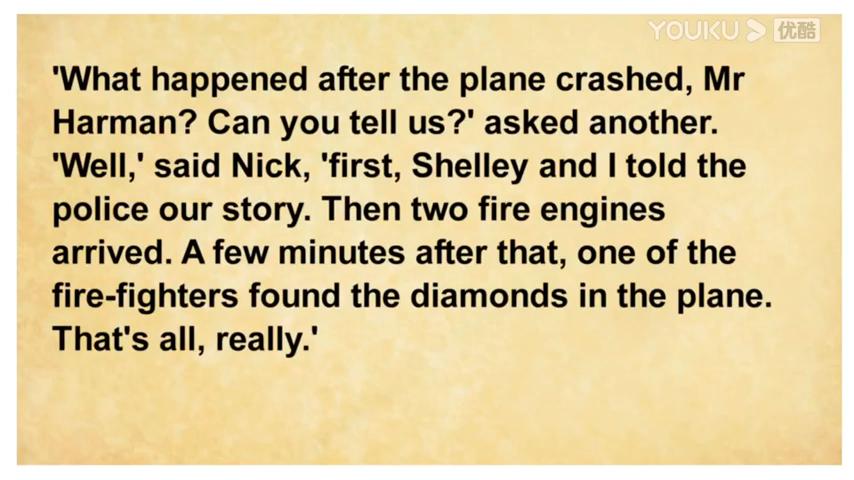 YOUKU 优酷
'What happened after the plane crashed, Mr
Harman? Can you tell us?' asked another.
'Well,' said Nick, 'first, Shelley and I told the
police our story. Then two fire engines
arrived. A few minutes after that, one of the
fire-fighters found the diamonds in the plane.
That's all, really.'